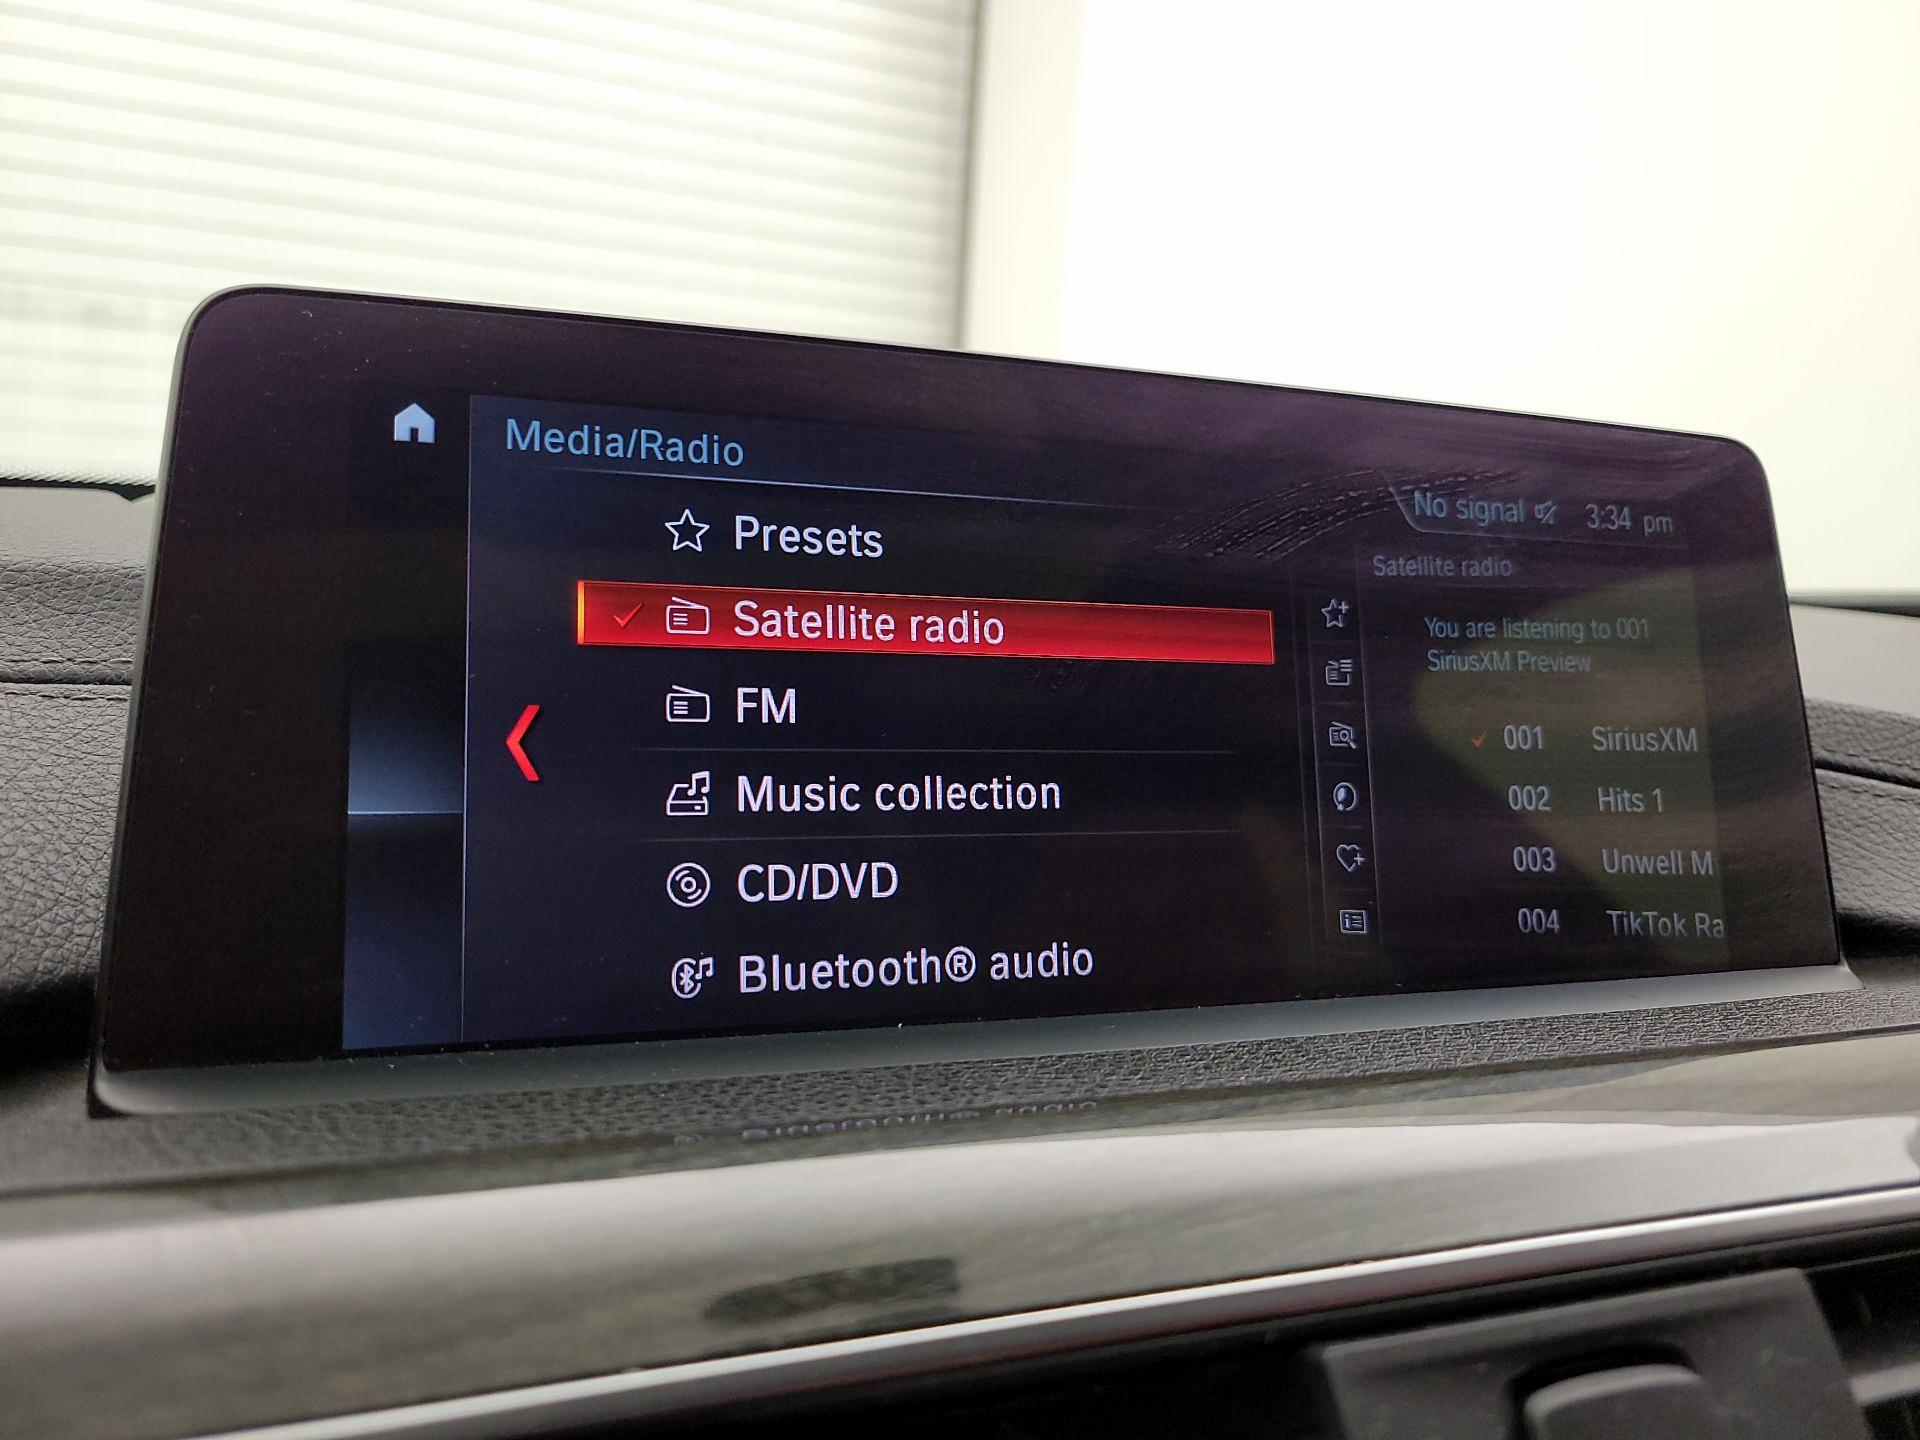 Media/Radio
Presets
Satellite radio
FM
Music collection
CD/DVD
Bluetooth® audio
No signal 3:34 pm
Satellite radio
You are listening to 001
SiriusXM Preview
001 SiriusXM
002 Hits 1
003 Unwell M
004 TikTok Ra